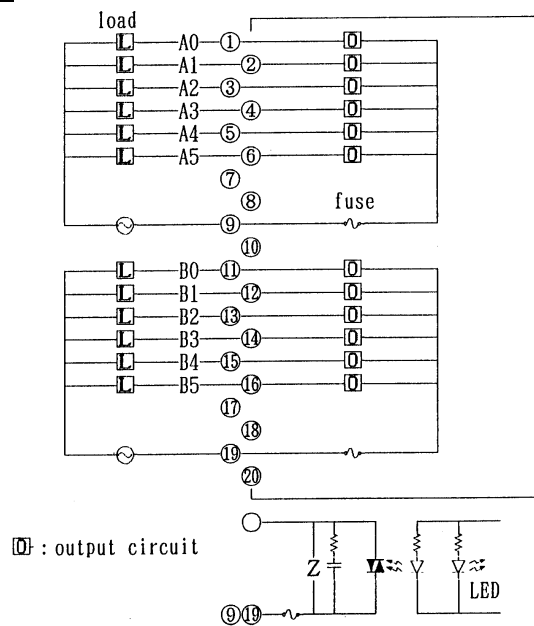 load
L A0 ① O
L A1 ② O
L A2 ③ O
L A3 ④ O
L A4 ⑤ O
L A5 ⑥ O
⑦
⑧ fuse
⑨
⑩
L B0 ⑪ O
L B1 ⑫ O
L B2 ⑬ O
L B3 ⑭ O
L B4 ⑮ O
L B5 ⑯ O
⑰
⑱
⑲
⑳
O : output circuit
Z
LED
⑨⑲